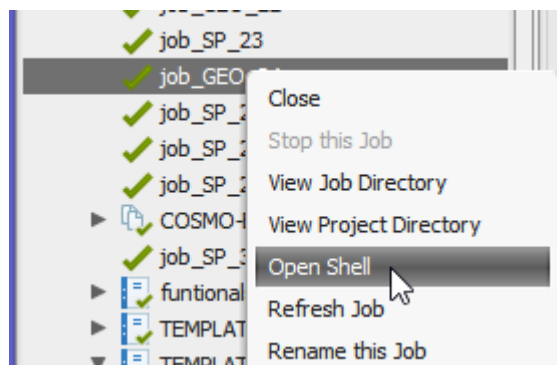 job_SP_23
job_GEO
Close
job_SP_2
Stop this Job
job_SP_2
View Job Directory
job_SP_2
View Project Directory
COSMO-
job_SP_3
Open Shell
funtional
Refresh Job
TEMPLAT
Rename this Job
TEMPLAT